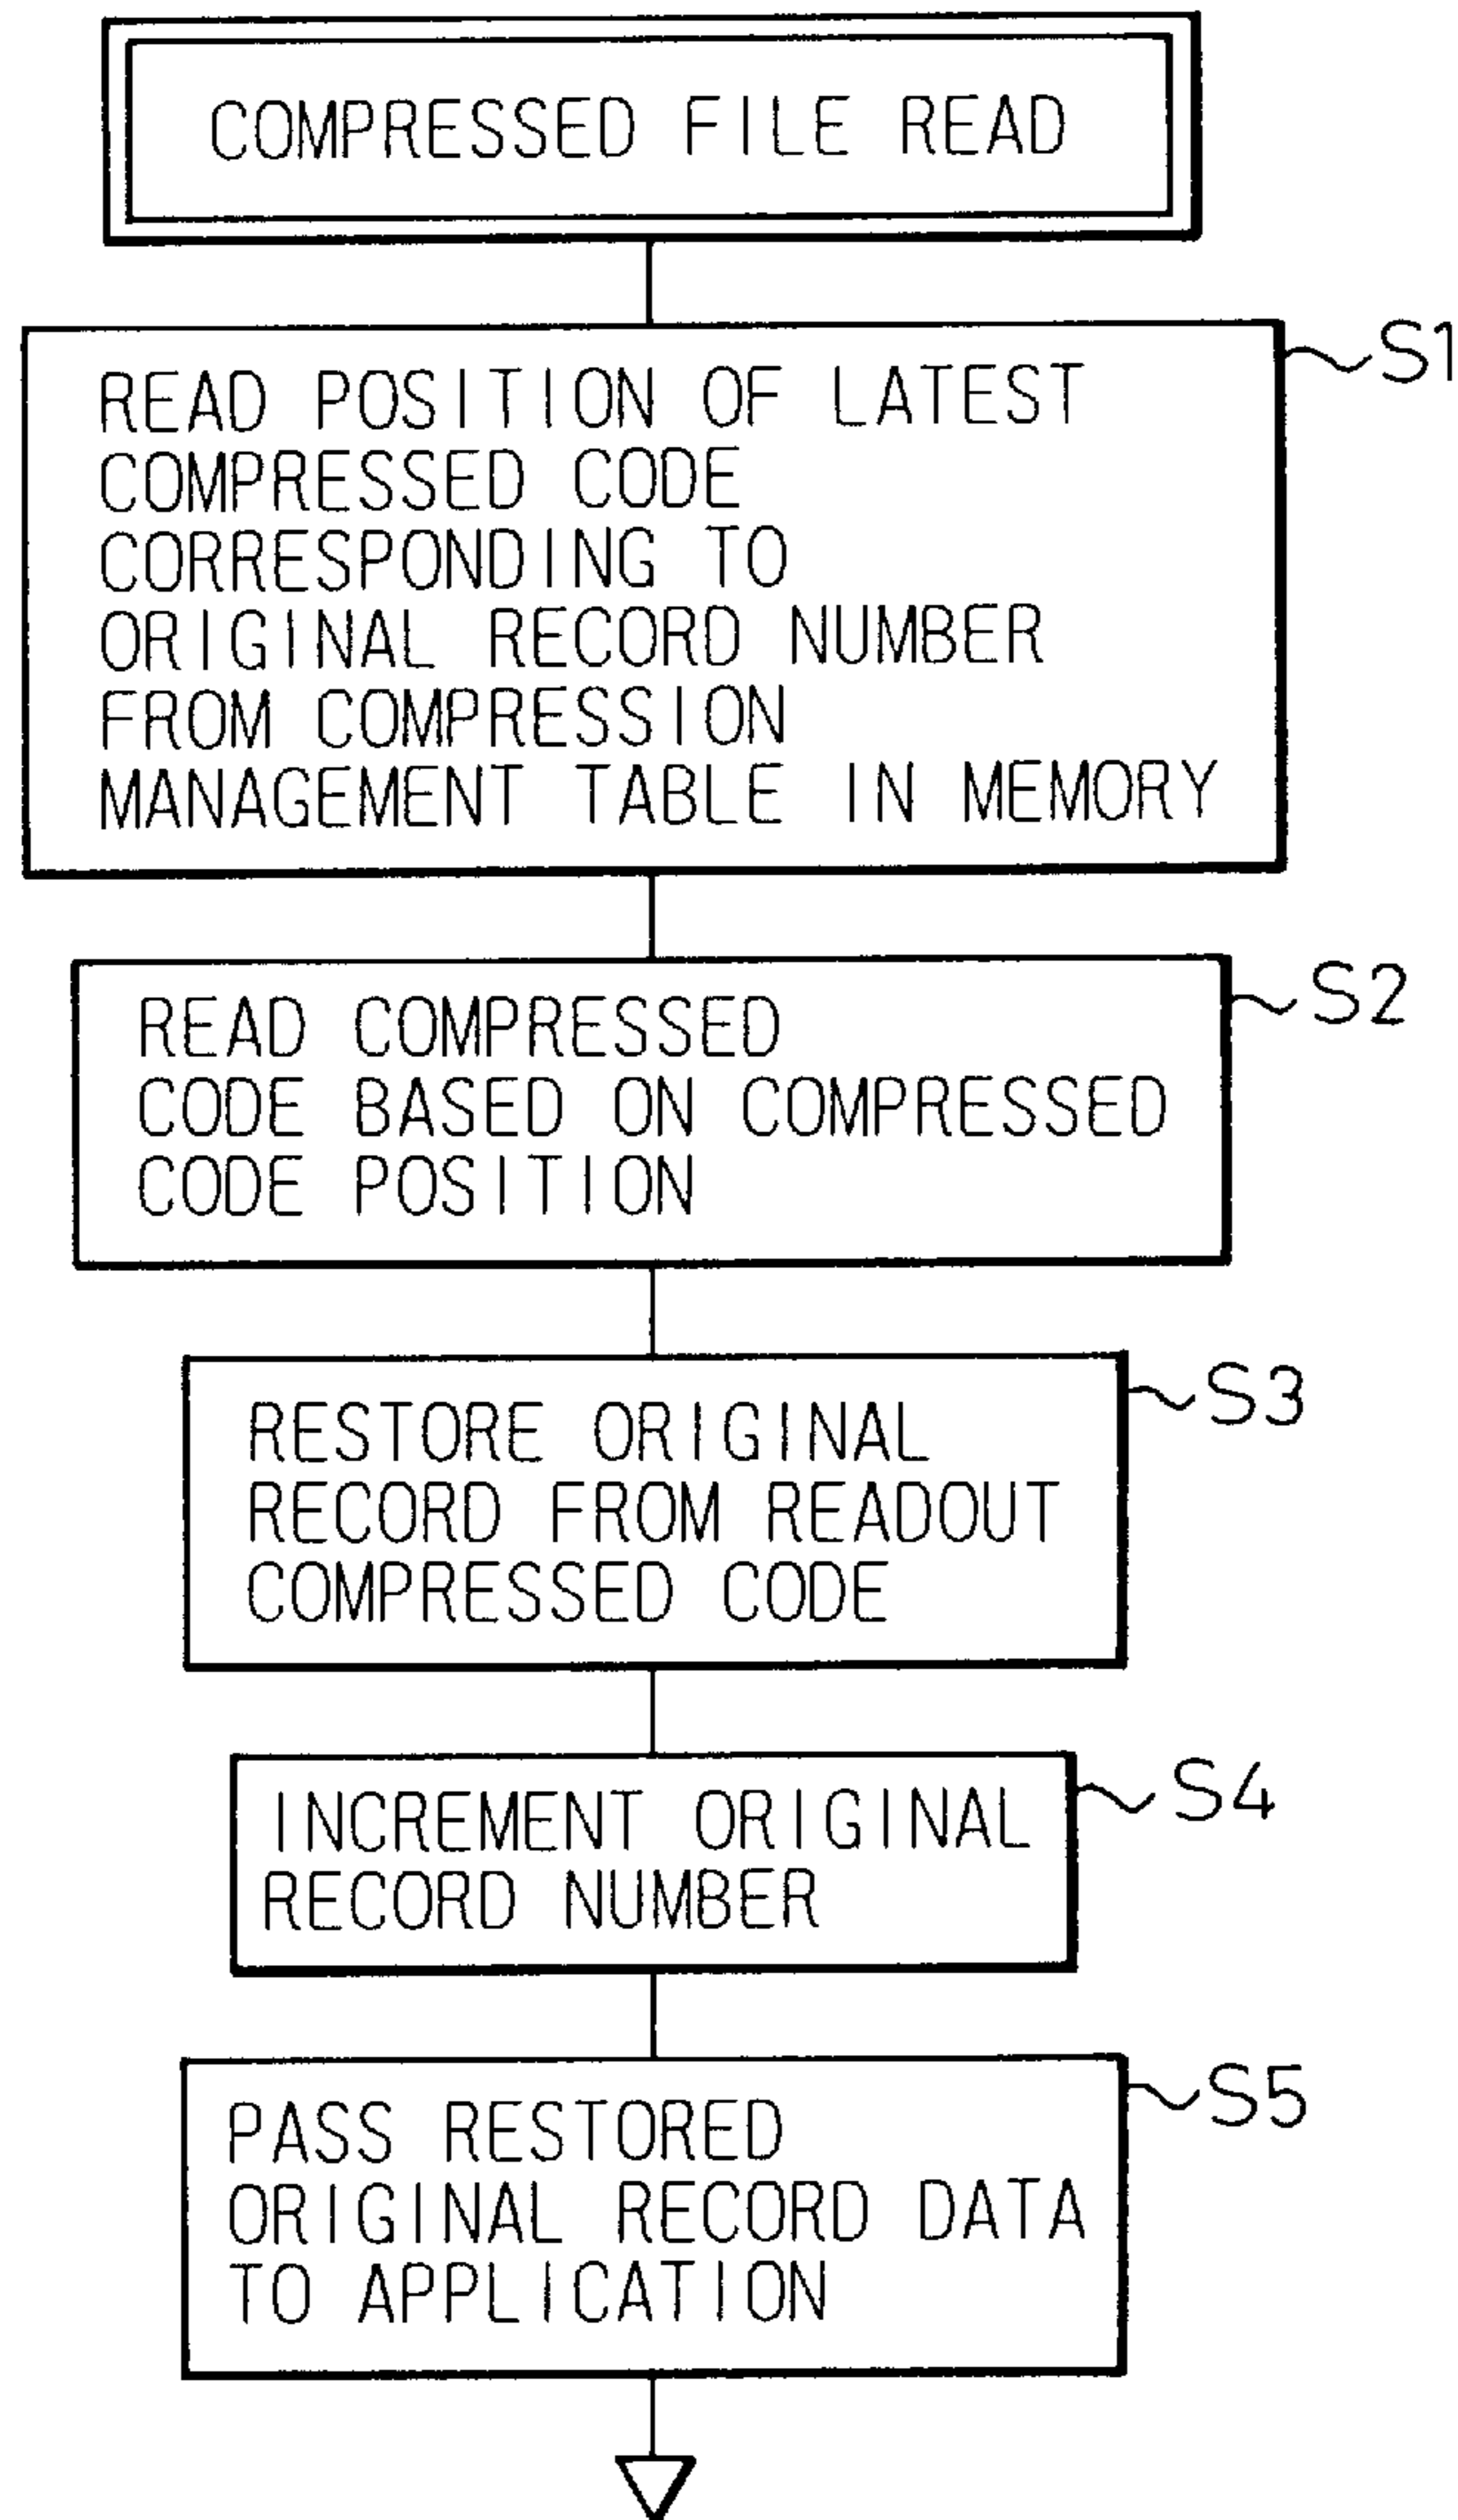 COMPRESSED FILE READ
S1
READ POSITION OF LATEST
COMPRESSED CODE
CORRESPONDING TO
ORIGINAL RECORD NUMBER
FROM COMPRESSION
MANAGEMENT TABLE IN MEMORY
S2
READ COMPRESSED
CODE BASED ON COMPRESSED
CODE POSITION
S3
RESTORE ORIGINAL
RECORD FROM READOUT
COMPRESSED CODE
S4
INCREMENT ORIGINAL
RECORD NUMBER
S5
PASS RESTORED
ORIGINAL RECORD DATA
TO APPLICATION